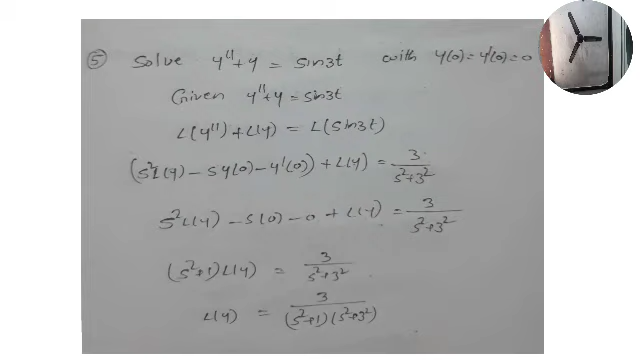 ⑤ Solve y'' + y = sin3t with y(0) = y'(0) = 0
Given y'' + y = sin3t
L(y'') + L(y) = L(sin3t)
(s²L(y) - sy(0) - y'(0)) + L(y) = 3/(s²+3²)
s²L(y) - s(0) - 0 + L(y) = 3/(s²+3²)
(s²+1)L(y) = 3/(s²+3²)
L(y) = 3/((s²+1)(s²+3²))